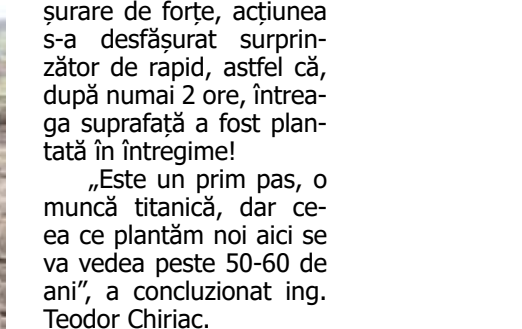 șurare de forțe, acțiunea
s-a desfășurat surprin-
zător de rapid, astfel că,
după numai 2 ore, întrea-
ga suprafață a fost plan-
tată în întregime!
„Este un prim pas, o
muncă titanică, dar ce-
ea ce plantăm noi aici se
va vedea peste 50-60 de
ani”, a concluzionat ing.
Teodor Chiriac.